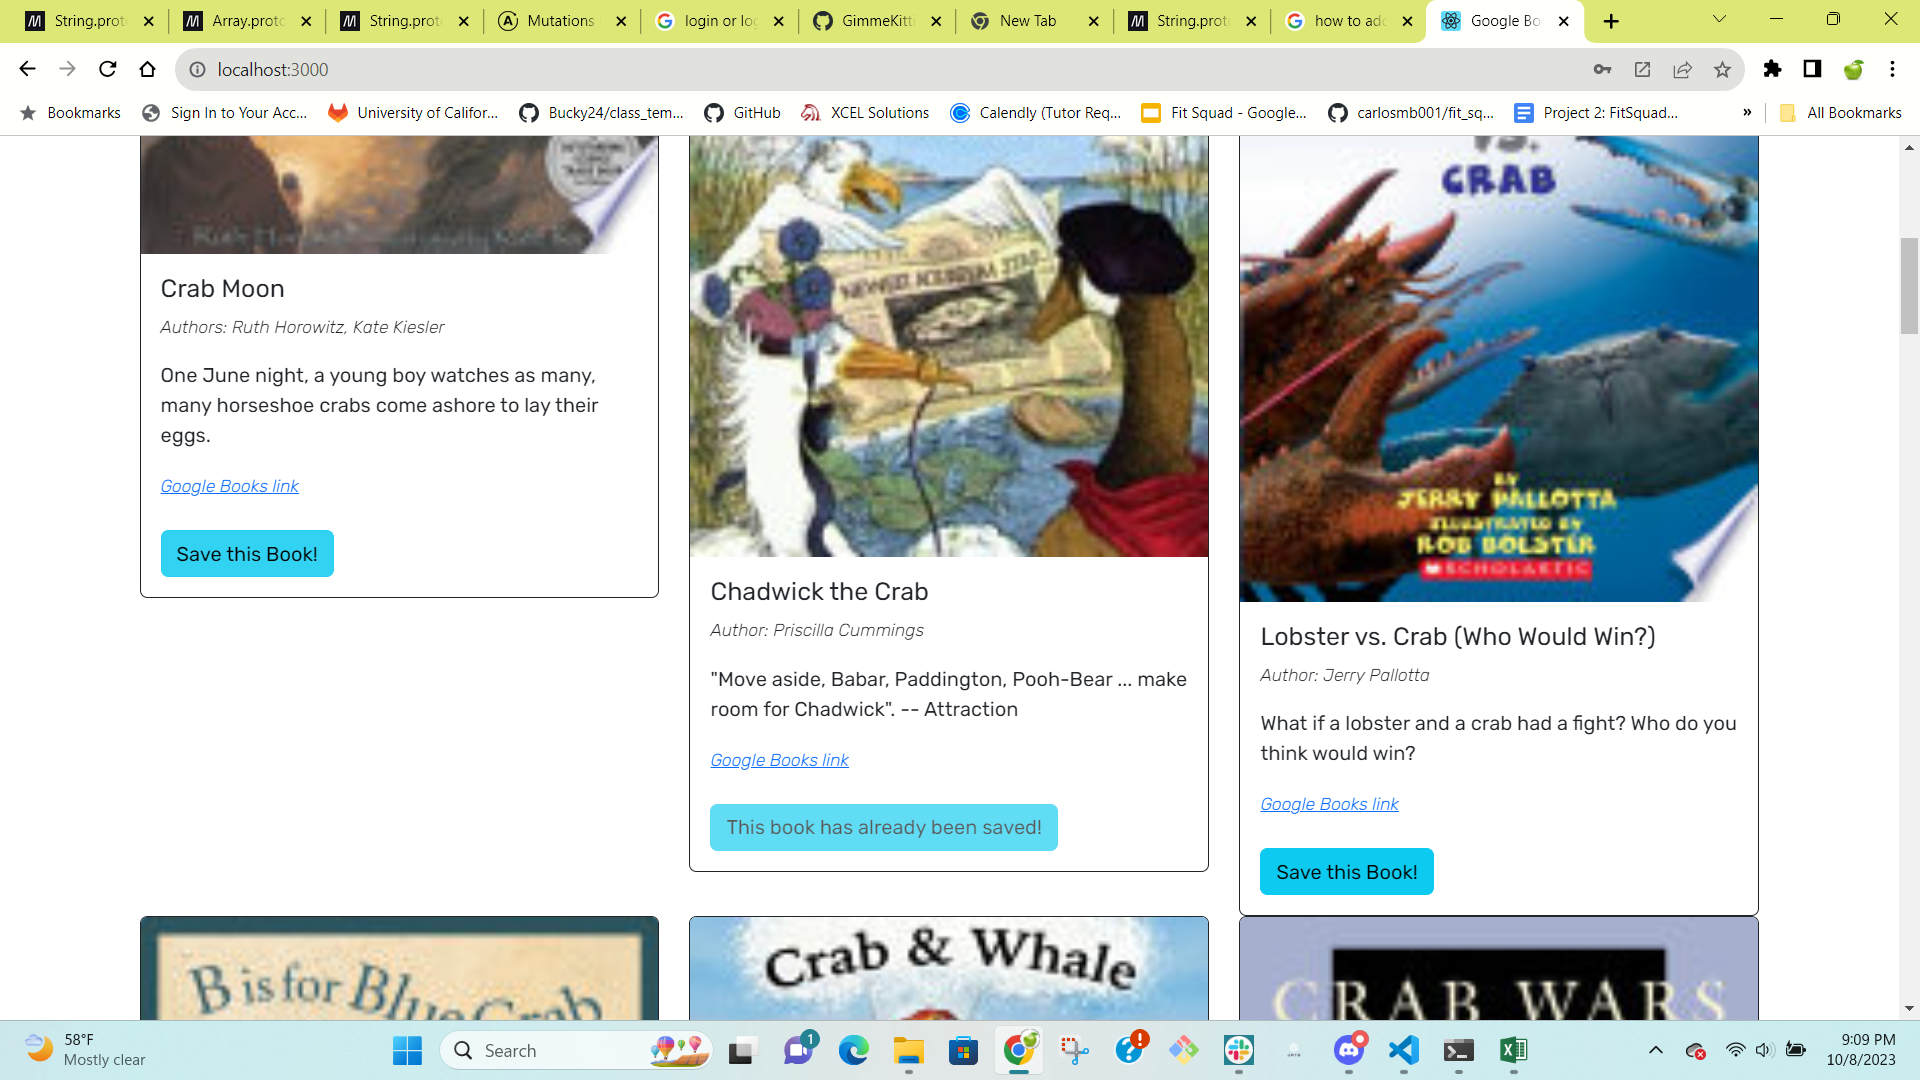 String.prot
Array.proto
String.prot
Mutations
login or log
GimmeKitt
New Tab
String.prot
how to add
Google Bo
localhost:3000
Bookmarks
Sign In to Your Acc...
University of Califor...
Bucky24/class_tem...
GitHub
XCEL Solutions
Calendly (Tutor Req...
Fit Squad - Google...
carlosmb001/fit_sq...
Project 2: FitSquad...
»
All Bookmarks
Crab Moon
Authors: Ruth Horowitz, Kate Kiesler
One June night, a young boy watches as many,
many horseshoe crabs come ashore to lay their
eggs.
Google Books link
Save this Book!
Chadwick the Crab
Author: Priscilla Cummings
"Move aside, Babar, Paddington, Pooh-Bear ... make
room for Chadwick". -- Attraction
Google Books link
This book has already been saved!
VS.
CRAB
BY
JERRY PALLOTTA
ILLUSTRATED BY
ROB BOLSTER
SCHOLASTIC
Lobster vs. Crab (Who Would Win?)
Author: Jerry Pallotta
What if a lobster and a crab had a fight? Who do you
think would win?
Google Books link
Save this Book!
B is for Blue Crab
Crab & Whale
CRAB WARS
58°F
Mostly clear
Search
1
9:09 PM
10/8/2023